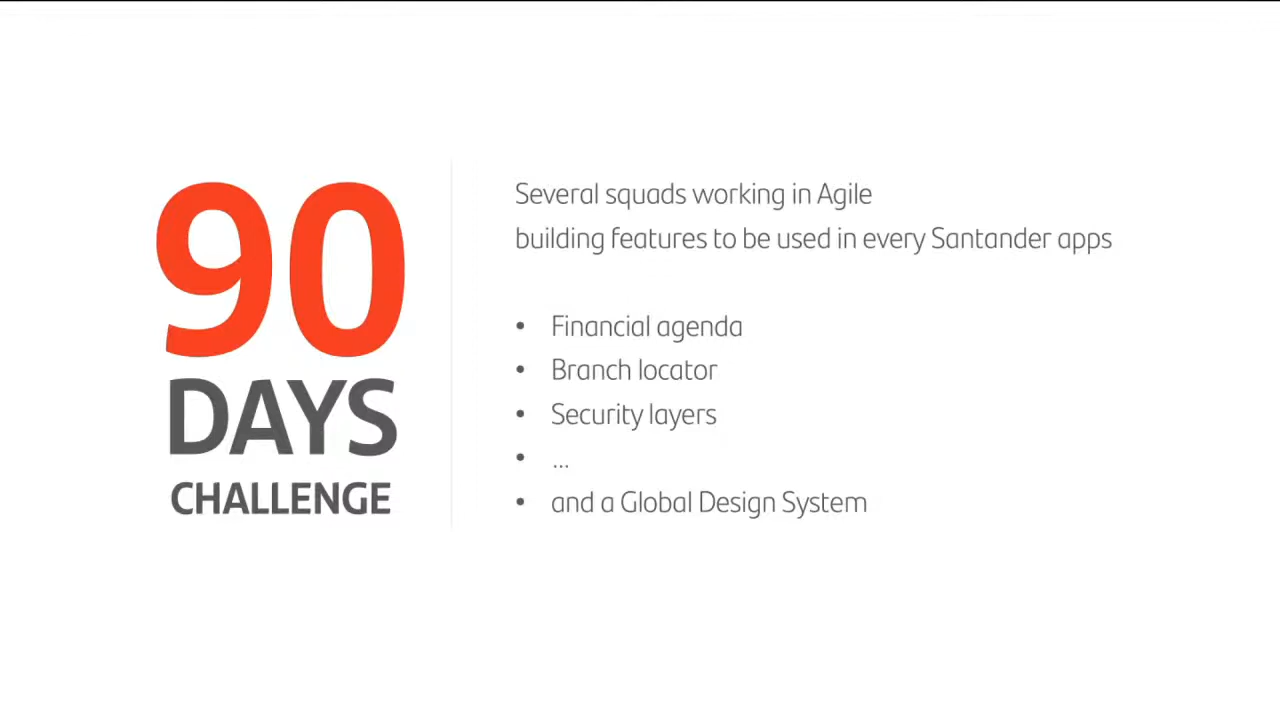 90
DAYS
CHALLENGE
Several squads working in Agile
building features to be used in every Santander apps
• Financial agenda
• Branch locator
• Security layers
• ...
• and a Global Design System